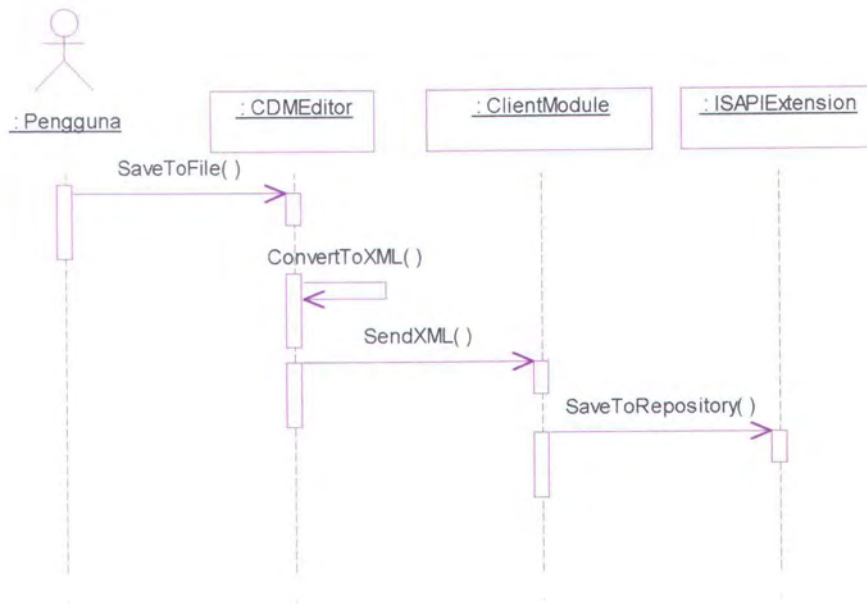 : Pengguna
: CDMEditor
: ClientModule
: ISAPIExtension
SaveToFile( )
ConvertToXML( )
SendXML( )
SaveToRepository( )